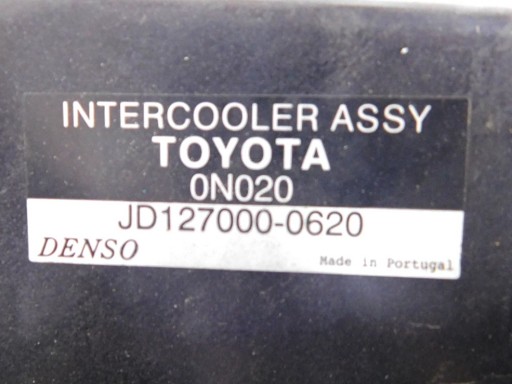 INTERCOOLER ASSY
TOYOTA
0N020
JD127000-0620
DENSO
Made in Portugal